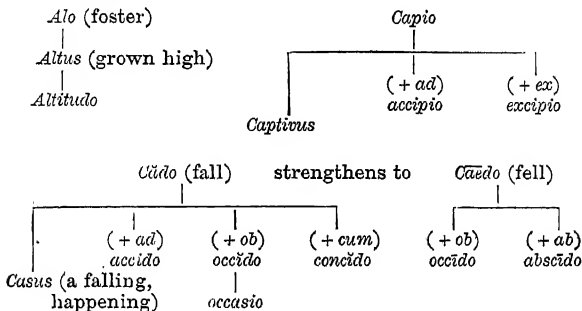 Alo (foster)
Altus (grown high)
Altitudo
Capio
Captivus
(+ ad)
accipio
(+ ex)
excipio
Cădo (fall) strengthens to Caedo (fell)
Casus (a falling,
happening)
(+ ad)
accido
(+ ob)
occĭdo
occasio
(+ cum)
concĭdo
(+ ob)
occīdo
(+ ab)
abscīdo